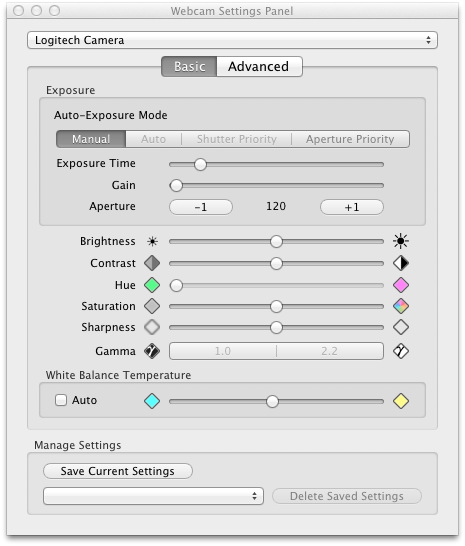 Webcam Settings Panel
Logitech Camera
Basic Advanced
Exposure
Auto-Exposure Mode
Manual Auto Shutter Priority Aperture Priority
Exposure Time
Gain
Aperture -1 120 +1
Brightness
Contrast
Hue
Saturation
Sharpness
Gamma 1.0 2.2
White Balance Temperature
Auto
Manage Settings
Save Current Settings
Delete Saved Settings